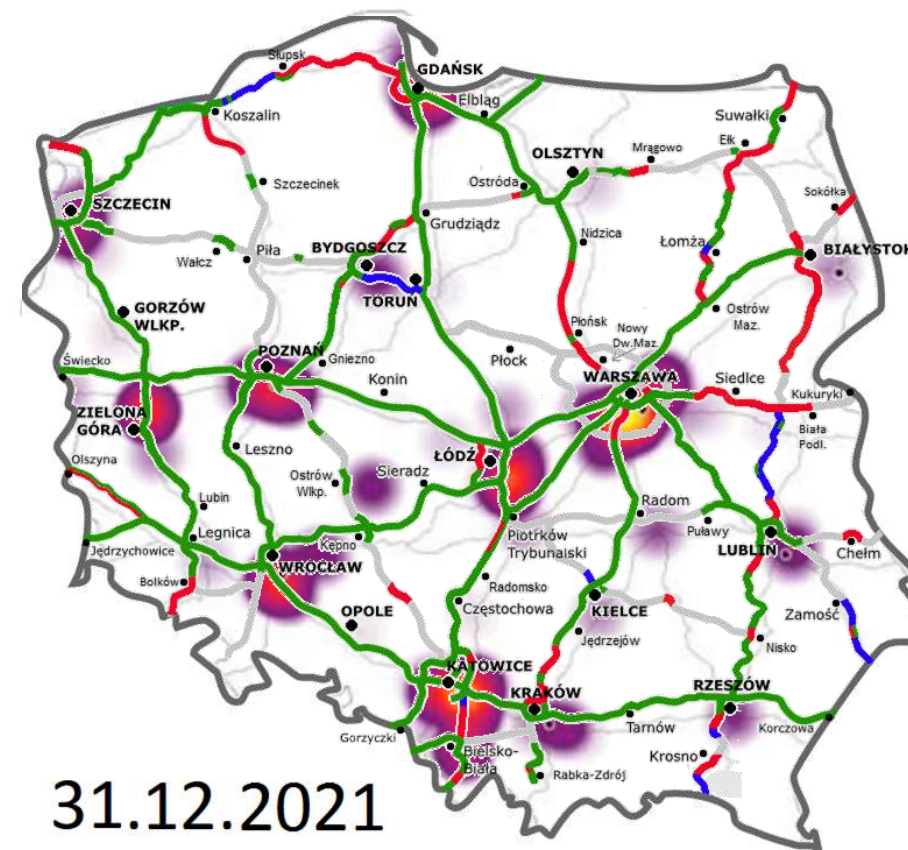 Słupsk
GDAŃSK
Elbląg
Koszalin
Suwałki
Ełk
Mrągowo
OLSZTYN
Szczecinek
Ostróda
Sokółka
SZCZECIN
Grudziądz
Nidzica
Łomża
BIAŁYSTOK
BYDGOSZCZ
Piła
Wałcz
TORUŃ
GORZÓW
WLKP.
Ostrów
Maz.
Płońsk
Nowy
Dw.Maz.
POZNAŃ
Gniezno
Płock
Świecko
Konin
WARSZAWA
Siedlce
Kukuryki
Biała
Podl.
ZIELONA
GÓRA
Leszno
ŁÓDŹ
Sieradz
Olszyna
Ostrów
Wlkp.
Lubin
Radom
Legnica
Piotrków
Trybunalski
Puławy
LUBLIN
Chełm
Jędrzychowice
Kępno
WROCŁAW
Bolków
Radomsko
Częstochowa
KIELCE
Zamość
OPOLE
Jędrzejów
Nisko
KATOWICE
KRAKÓW
RZESZÓW
Gorzyczki
Tarnów
Korczowa
Bielsko-
Biała
Krosno
Rabka-Zdrój
31.12.2021